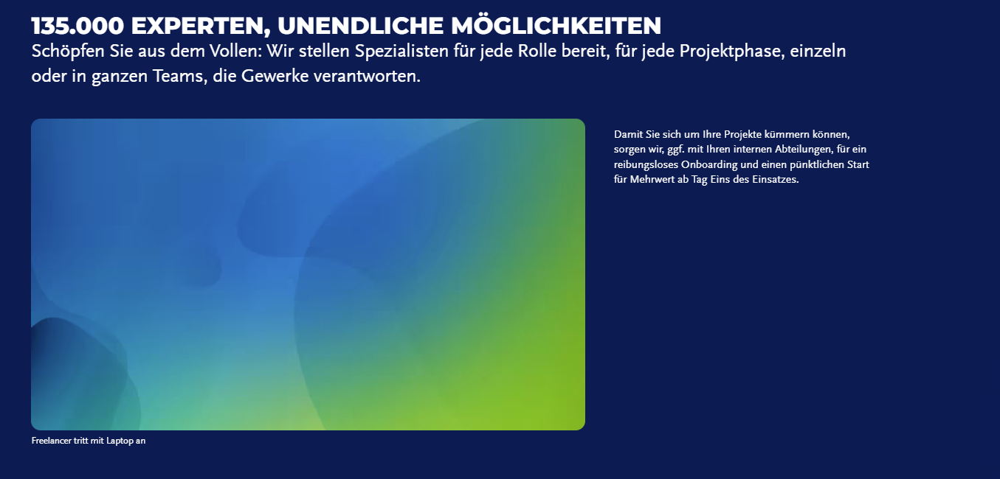 135.000 EXPERTEN, UNENDLICHE MÖGLICHKEITEN
Schöpfen Sie aus dem Vollen: Wir stellen Spezialisten für jede Rolle bereit, für jede Projektphase, einzeln
oder in ganzen Teams, die Gewerke verantworten.
Damit Sie sich um Ihre Projekte kümmern können,
sorgen wir, ggf. mit Ihren internen Abteilungen, für ein
reibungsloses Onboarding und einen pünktlichen Start
für Mehrwert ab Tag Eins des Einsatzes.
Freelancer tritt mit Laptop an